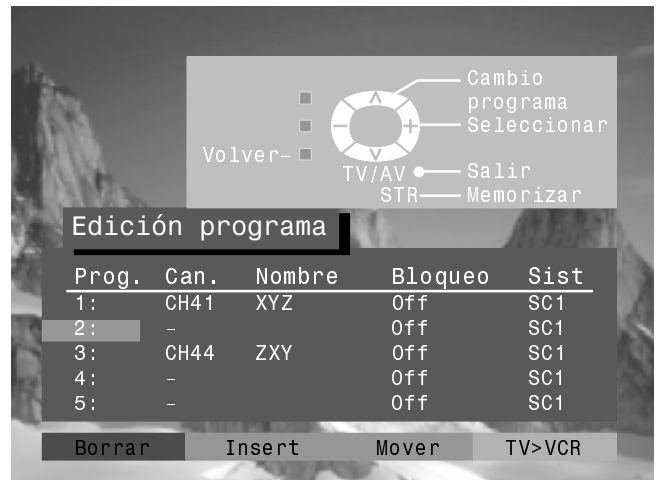 Cambio
programa
Seleccionar
Volver–
TV/AV Salir
STR Memorizar
Edición programa
Prog. Can. Nombre Bloqueo Sist
1: CH41 XYZ Off SC1
2: – Off SC1
3: CH44 ZXY Off SC1
4: – Off SC1
5: – Off SC1
Borrar Insert Mover TV>VCR